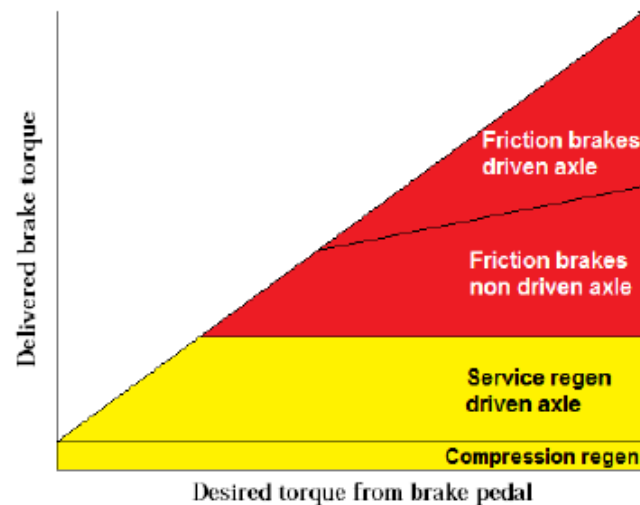 Delivered brake torque
Friction brakes
driven axle
Friction brakes
non driven axle
Service regen
driven axle
Compression regen
Desired torque from brake pedal